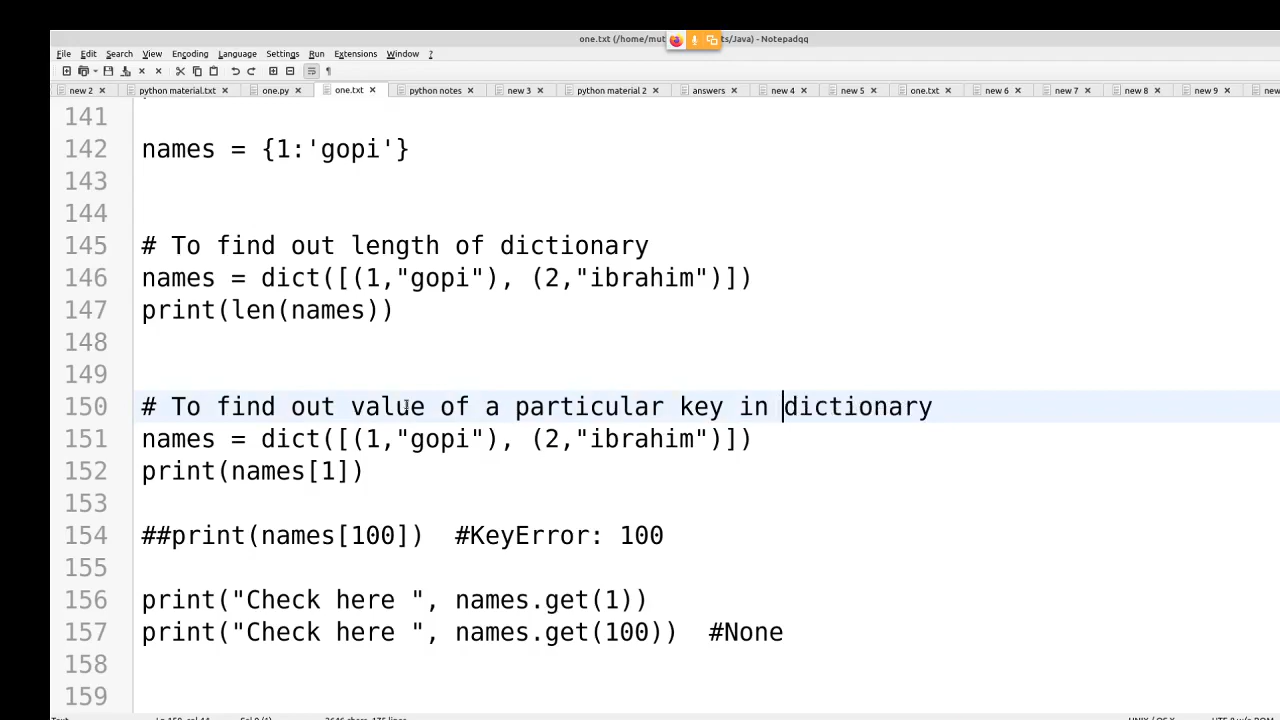 one.txt (/home/mut ts/Java) - Notepadqq
File Edit Search View Encoding Language Settings Run Extensions Window ?
new 2 python material.txt one.py one.txt python notes new 3 python material 2 answers new 4 new 5 one.txt new 6 new 7 new 8 new 9 new
141
142 names = {1:'gopi'}
143
144
145 # To find out length of dictionary
146 names = dict([(1,"gopi"), (2,"ibrahim")])
147 print(len(names))
148
149
150 # To find out value of a particular key in dictionary
151 names = dict([(1,"gopi"), (2,"ibrahim")])
152 print(names[1])
153
154 ##print(names[100]) #KeyError: 100
155
156 print("Check here ", names.get(1))
157 print("Check here ", names.get(100)) #None
158
159